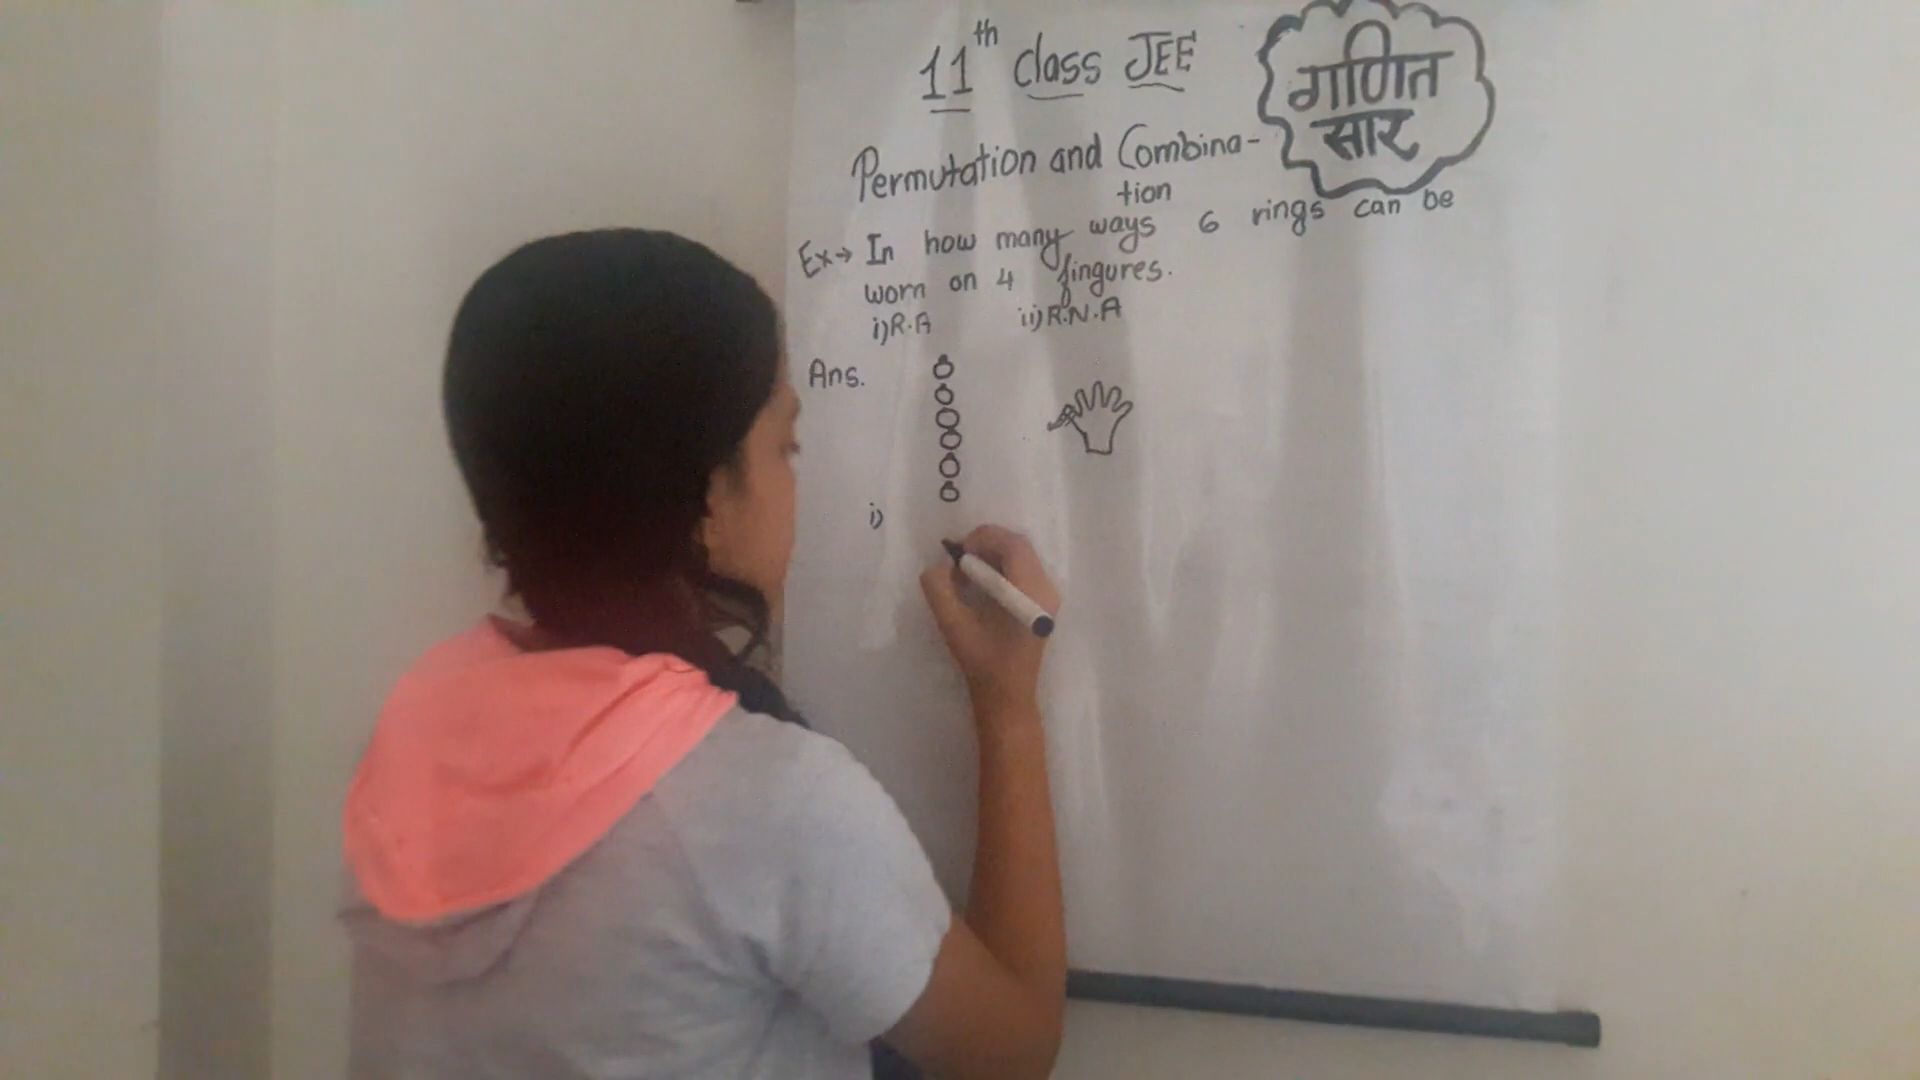 11th class JEE
गणित
सार
Permutation and Combina-
tion
Ex→ In how many ways 6 rings can be
worn on 4 fingures.
i) R.A ii) R.N.A
Ans.
i)